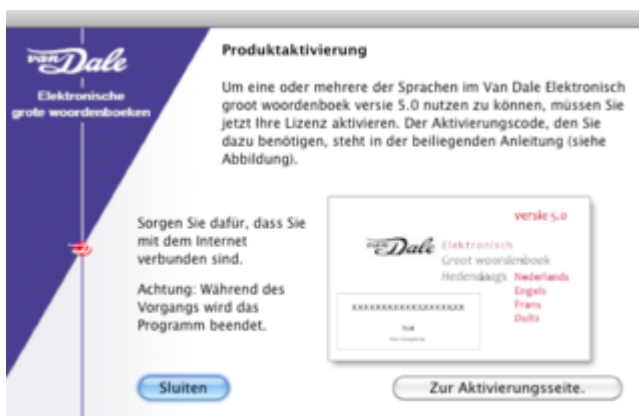 van Dale
Elektronische
grote woordenboeken
Produktaktivierung
Um eine oder mehrere der Sprachen im Van Dale Elektronisch
groot woordenboek versie 5.0 nutzen zu können, müssen Sie
jetzt Ihre Lizenz aktivieren. Der Aktivierungscode, den Sie
dazu benötigen, steht in der beiliegenden Anleitung (siehe
Abbildung).
Sorgen Sie dafür, dass Sie
mit dem Internet
verbunden sind.
Achtung: Während des
Vorgangs wird das
Programm beendet.
versie 5.0
van Dale
Elektronisch
Groot woordenboek
Hedendaags Nederlands
Engels
Frans
Duits
Sluiten
Zur Aktivierungsseite.